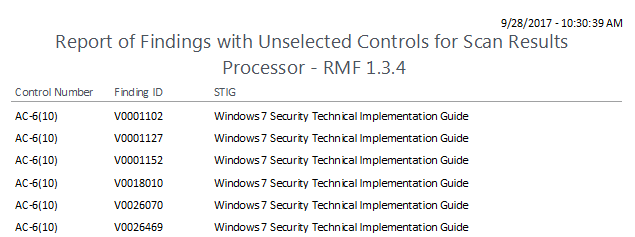 9/28/2017 - 10:30:39 AM
Report of Findings with Unselected Controls for Scan Results
Processor - RMF 1.3.4
Control Number Finding ID STIG
AC-6(10) V0001102 Windows 7 Security Technical Implementation Guide
AC-6(10) V0001127 Windows 7 Security Technical Implementation Guide
AC-6(10) V0001152 Windows 7 Security Technical Implementation Guide
AC-6(10) V0018010 Windows 7 Security Technical Implementation Guide
AC-6(10) V0026070 Windows 7 Security Technical Implementation Guide
AC-6(10) V0026469 Windows 7 Security Technical Implementation Guide